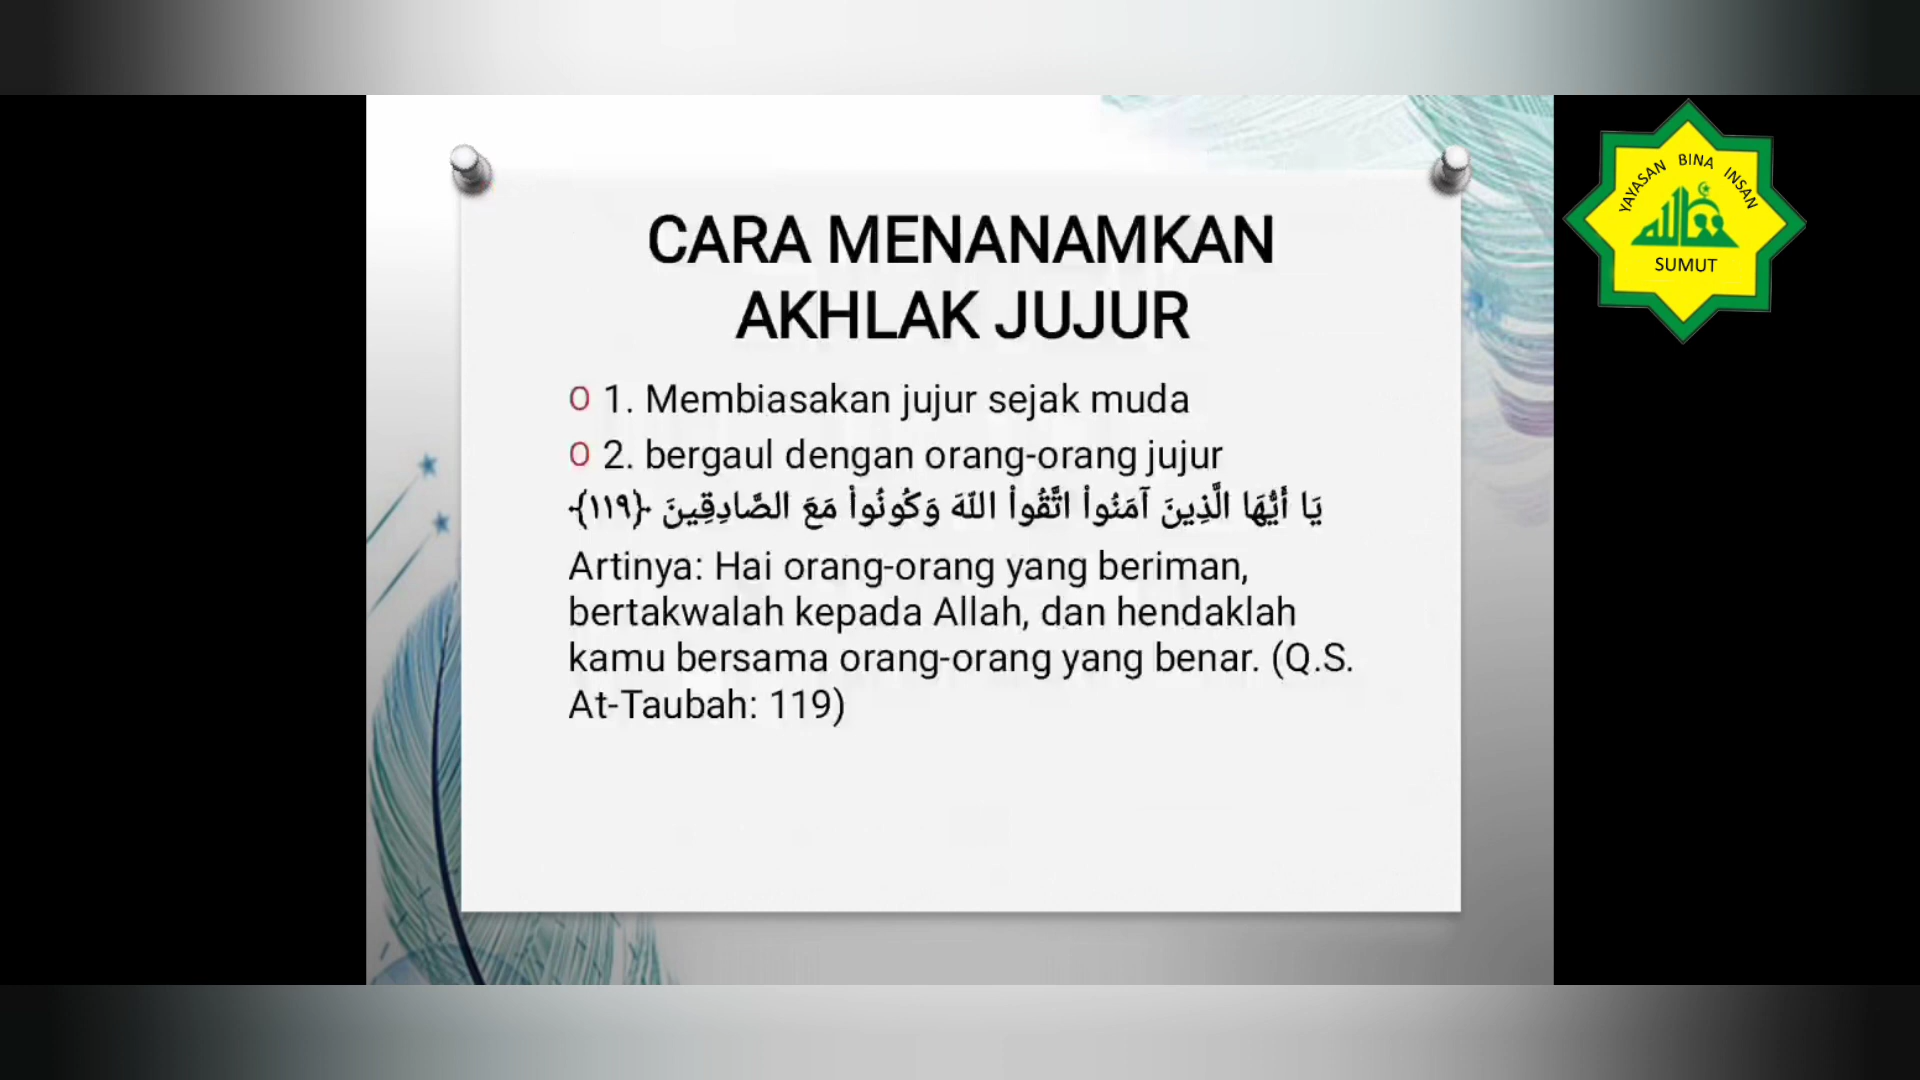 CARA MENANAMKAN
AKHLAK JUJUR
O 1. Membiasakan jujur sejak muda
O 2. bergaul dengan orang-orang jujur
يَا أَيُّهَا الَّذِينَ آمَنُواْ اتَّقُواْ اللّهَ وَكُونُواْ مَعَ الصَّادِقِينَ ﴿١١٩﴾
Artinya: Hai orang-orang yang beriman,
bertakwalah kepada Allah, dan hendaklah
kamu bersama orang-orang yang benar. (Q.S.
At-Taubah: 119)
YAYASAN BINA INSAN
الله
SUMUT